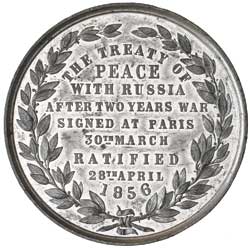 THE TREATY OF
PEACE
WITH RUSSIA
AFTER TWO YEARS WAR
SIGNED AT PARIS
30TH MARCH
RATIFIED
28TH APRIL
1856